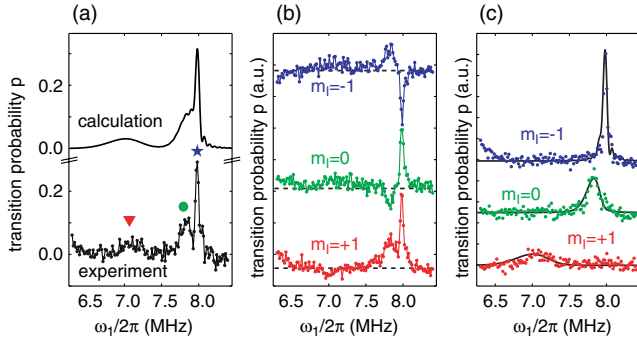 (a)
(b)
(c)
transition probability p
0.2
0.0
0.2
0.0
calculation
experiment
6.5 7.0 7.5 8.0
ω₁/2π (MHz)
transition probability p (a.u.)
mI=-1
mI=0
mI=+1
6.5 7.0 7.5 8.0
ω₁/2π (MHz)
transition probability p (a.u.)
mI=-1
mI=0
mI=+1
6.5 7.0 7.5 8.0
ω₁/2π (MHz)